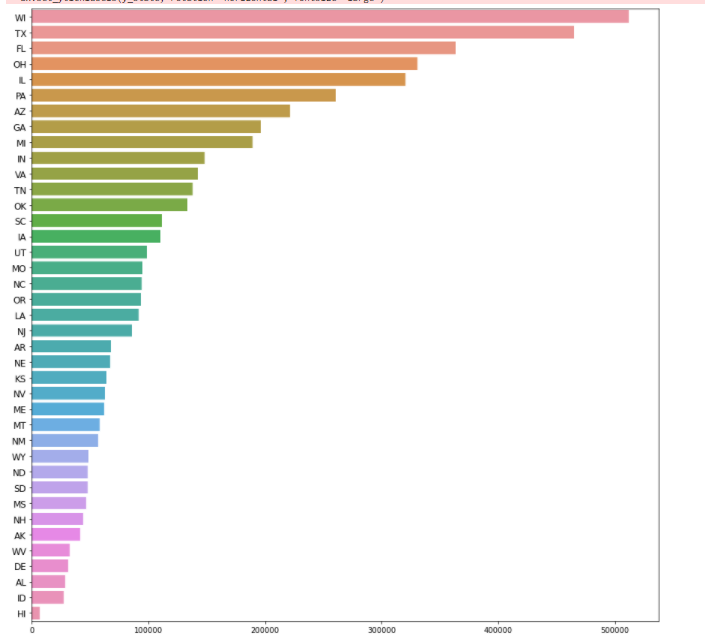 WI
TX
FL
OH
IL
PA
AZ
GA
MI
IN
VA
TN
OK
SC
IA
UT
MO
NC
OR
LA
NJ
AR
NE
KS
NV
ME
MT
NM
WY
ND
SD
MS
NH
AK
WV
DE
AL
ID
HI
0 100000 200000 300000 400000 500000